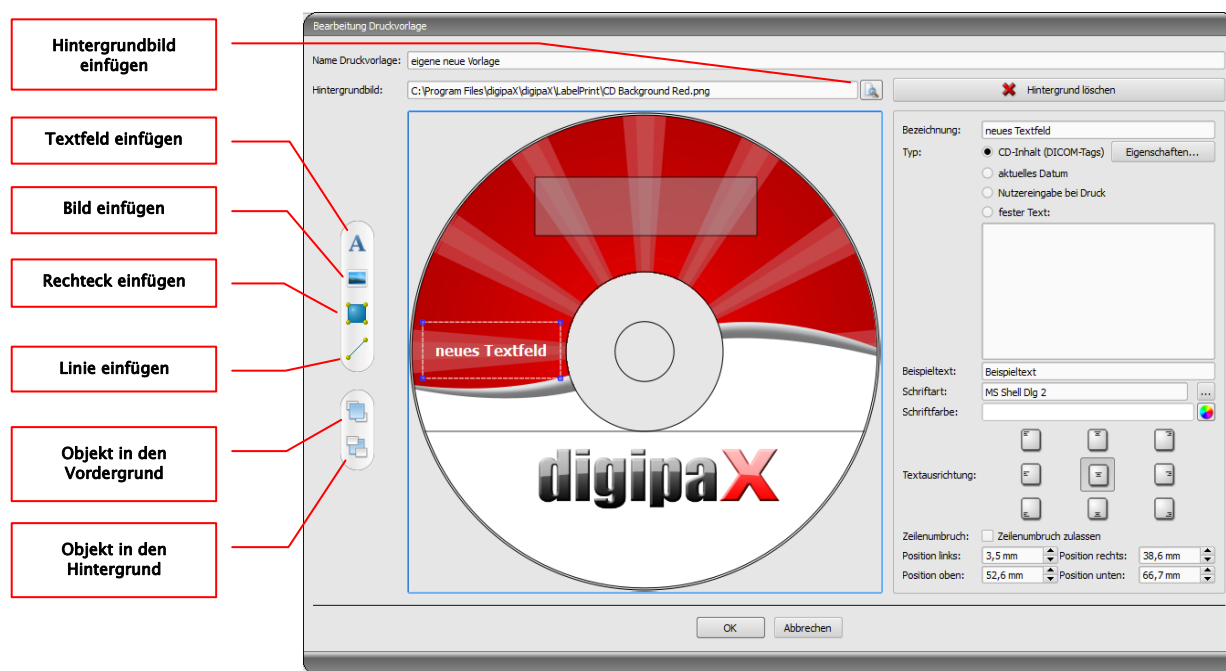 Hintergrundbild
einfügen
Textfeld einfügen
Bild einfügen
Rechteck einfügen
Linie einfügen
Objekt in den
Vordergrund
Objekt in den
Hintergrund
Bearbeitung Druckvorlage
Name Druckvorlage: eigene neue Vorlage
Hintergrundbild: C:\Program Files\digipaX\digipaX\LabelPrint\CD Background Red.png
Hintergrund löschen
A
neues Textfeld
digipaX
Bezeichnung: neues Textfeld
Typ: CD-Inhalt (DICOM-Tags) Eigenschaften...
aktuelles Datum
Nutzereingabe bei Druck
fester Text:
Beispieltext: Beispieltext
Schriftart: MS Shell Dlg 2 ...
Schriftfarbe:
Textausrichtung:
Zeilenumbruch: Zeilenumbruch zulassen
Position links: 3,5 mm Position rechts: 38,6 mm
Position oben: 52,6 mm Position unten: 66,7 mm
OK Abbrechen